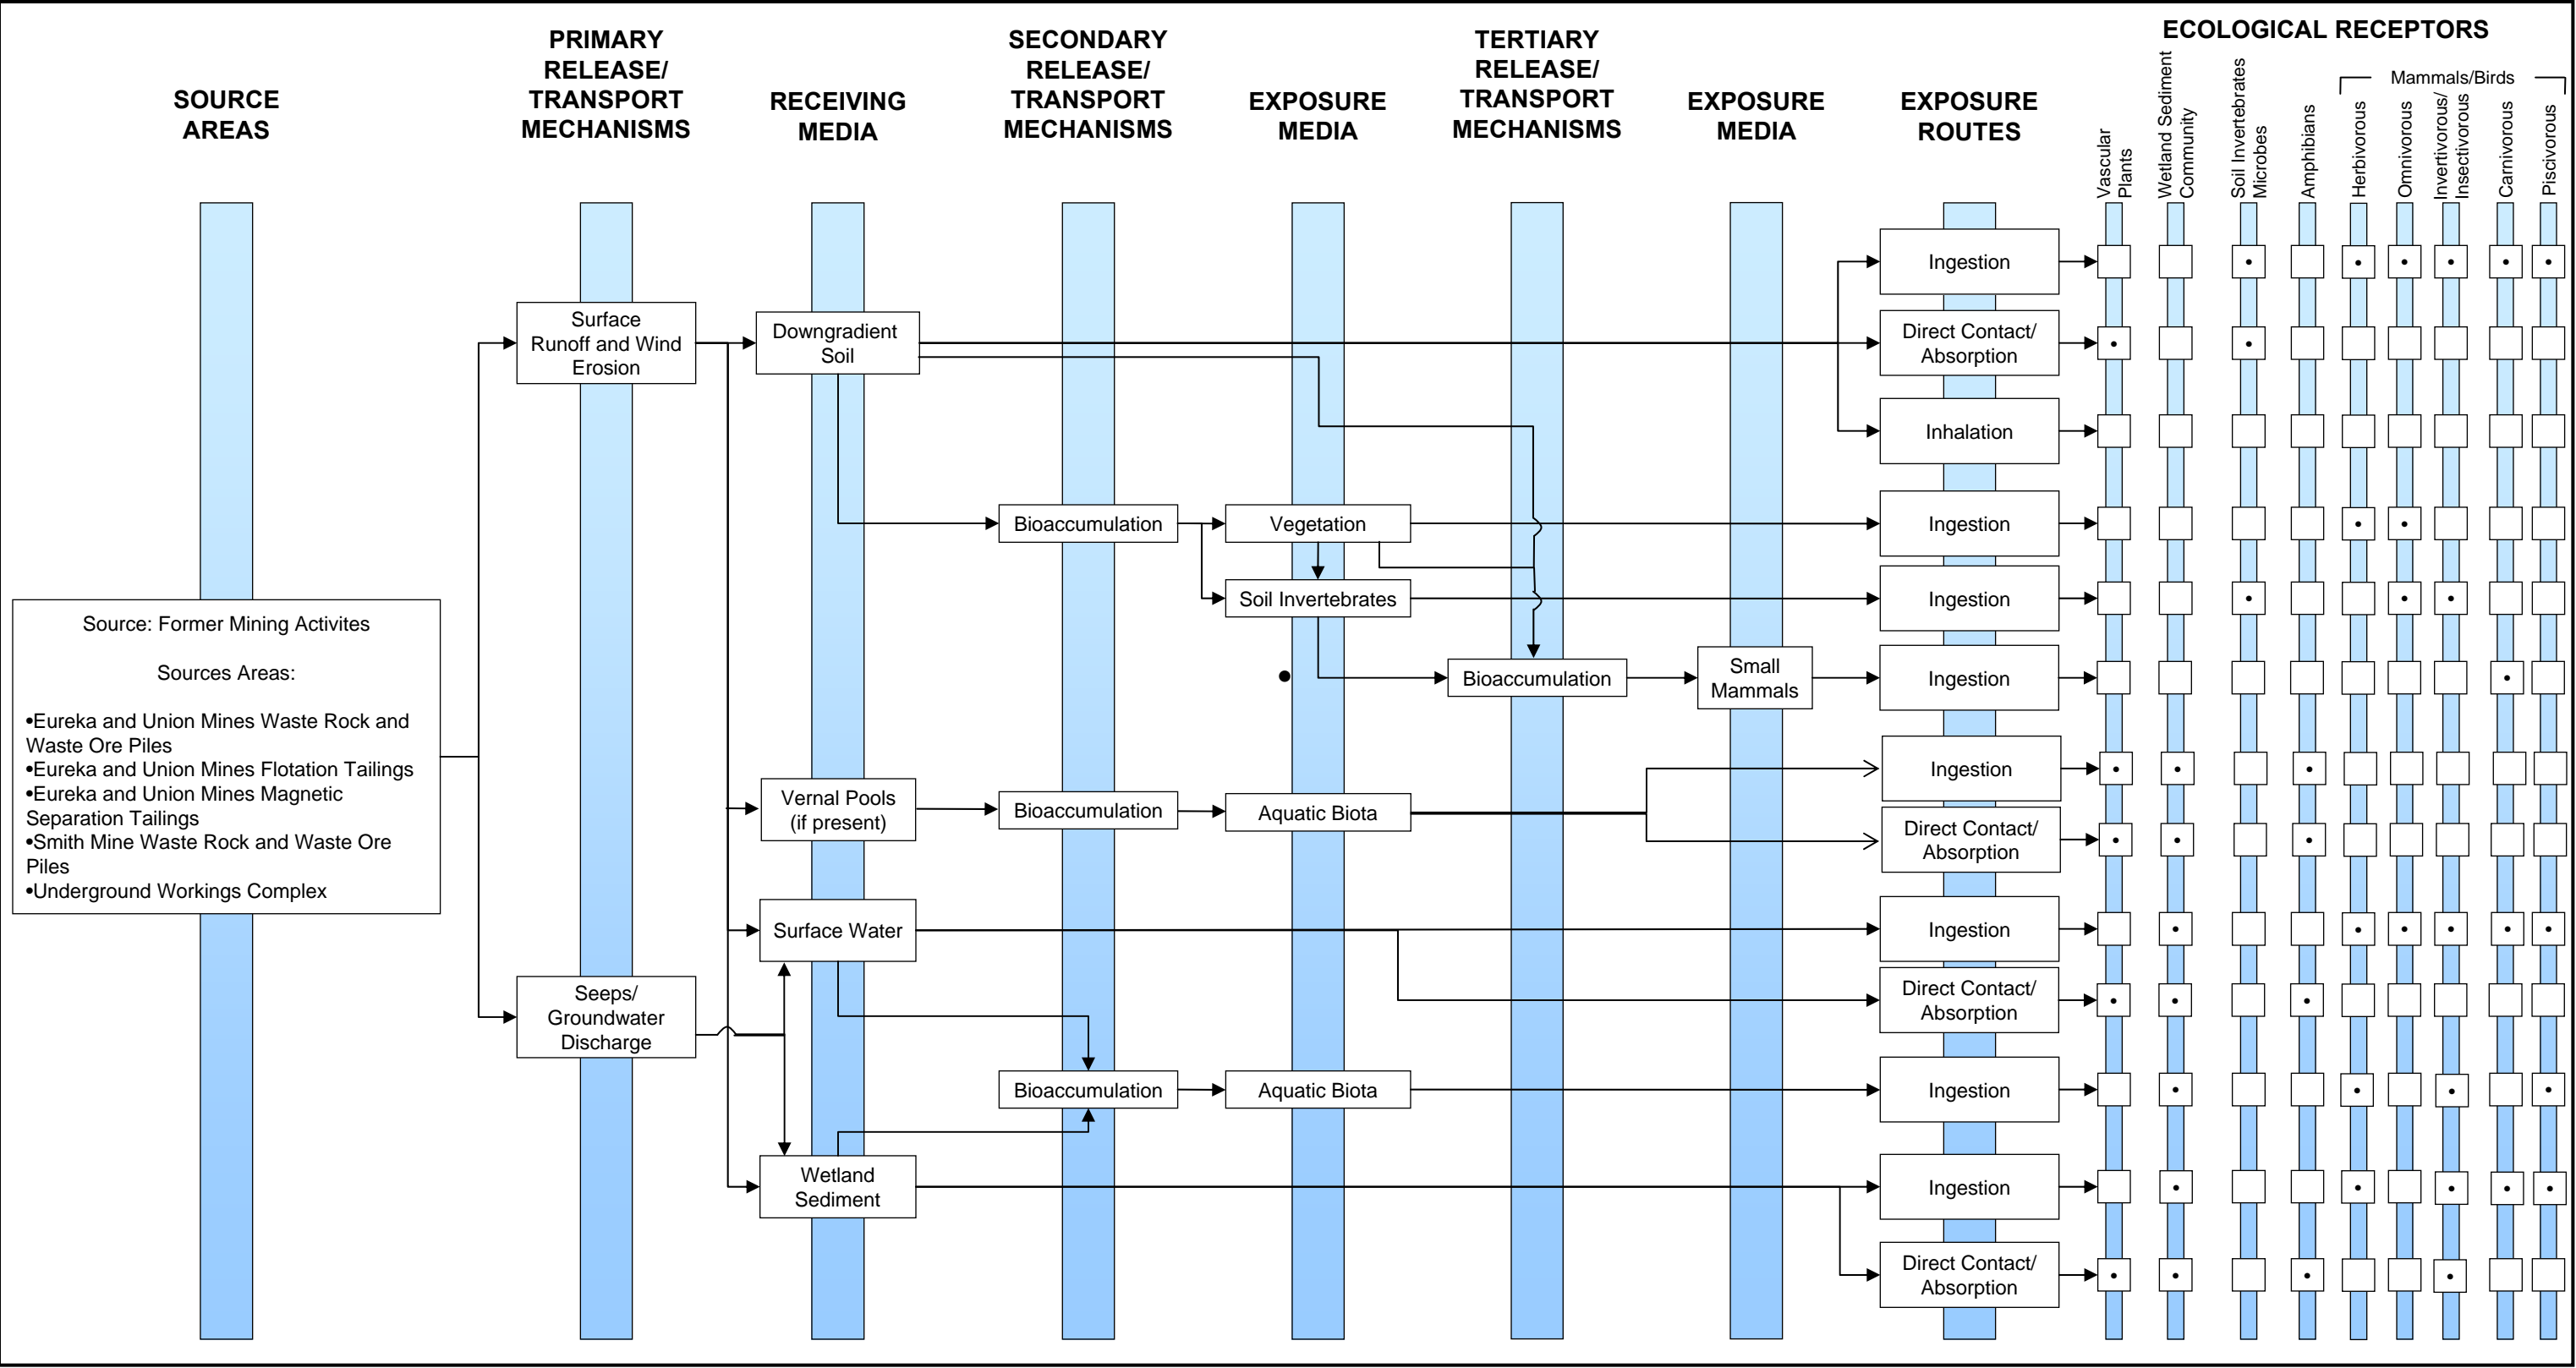 ECOLOGICAL RECEPTORS
SOURCE
AREAS
PRIMARY
RELEASE/
TRANSPORT
MECHANISMS
RECEIVING
MEDIA
SECONDARY
RELEASE/
TRANSPORT
MECHANISMS
EXPOSURE
MEDIA
TERTIARY
RELEASE/
TRANSPORT
MECHANISMS
EXPOSURE
MEDIA
EXPOSURE
ROUTES
Vascular
Plants
Wetland Sediment
Community
Soil Invertebrates
Microbes
Amphibians
Mammals/Birds
Herbivorous
Omnivorous
Invertivorous/
Insectivorous
Carnivorous
Piscivorous
Source: Former Mining Activites
Sources Areas:
•Eureka and Union Mines Waste Rock and
Waste Ore Piles
•Eureka and Union Mines Flotation Tailings
•Eureka and Union Mines Magnetic
Separation Tailings
•Smith Mine Waste Rock and Waste Ore
Piles
•Underground Workings Complex
Surface
Runoff and Wind
Erosion
Seeps/
Groundwater
Discharge
Downgradient
Soil
Vernal Pools
(if present)
Surface Water
Wetland
Sediment
Bioaccumulation
Bioaccumulation
Bioaccumulation
Vegetation
Soil Invertebrates
Aquatic Biota
Aquatic Biota
Bioaccumulation
Small
Mammals
Ingestion
Direct Contact/
Absorption
Inhalation
Ingestion
Ingestion
Ingestion
Ingestion
Direct Contact/
Absorption
Ingestion
Direct Contact/
Absorption
Ingestion
Ingestion
Direct Contact/
Absorption